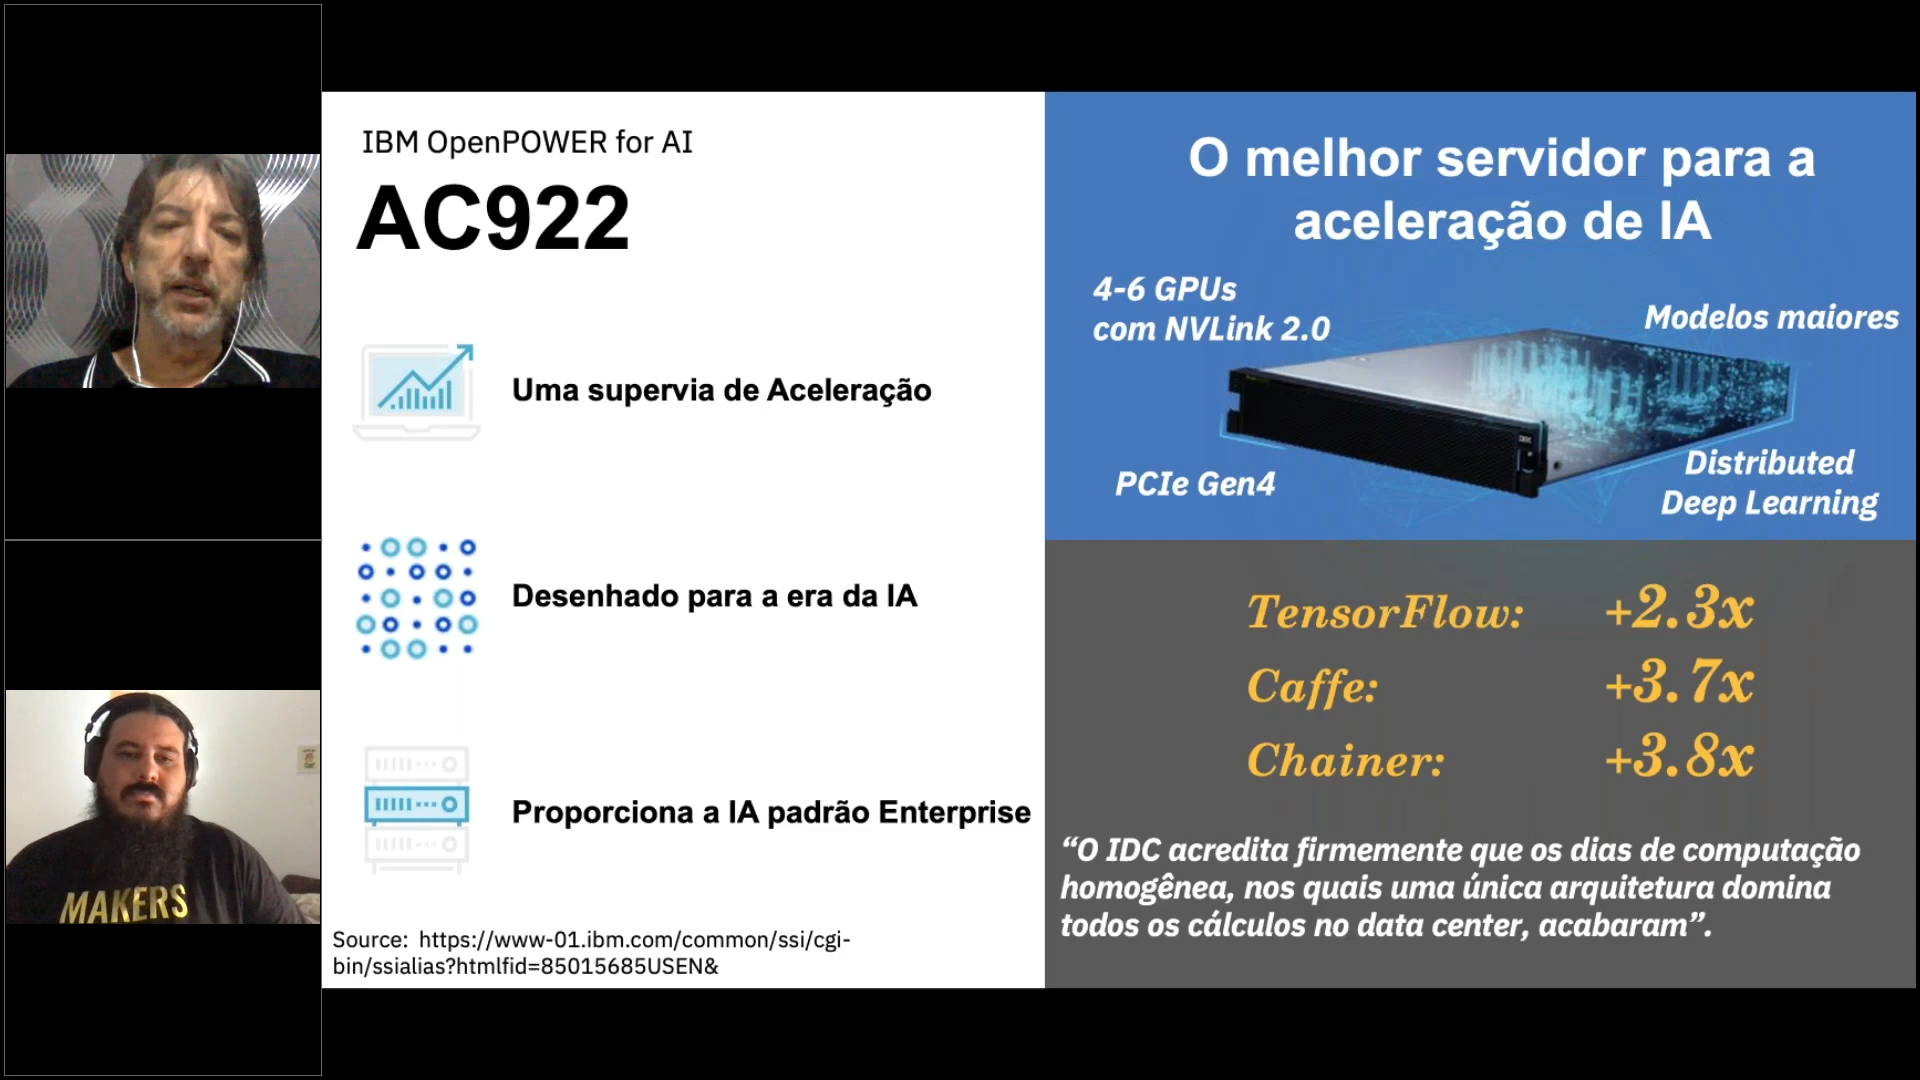 IBM OpenPOWER for AI
AC922
Uma supervia de Aceleração
Desenhado para a era da IA
Proporciona a IA padrão Enterprise
Source: https://www-01.ibm.com/common/ssi/cgi-
bin/ssialias?htmlfid=85015685USEN&
O melhor servidor para a
aceleração de IA
4-6 GPUs
com NVLink 2.0
Modelos maiores
PCIe Gen4
Distributed
Deep Learning
IBM
TensorFlow: +2.3x
Caffe: +3.7x
Chainer: +3.8x
“O IDC acredita firmemente que os dias de computação
homogênea, nos quais uma única arquitetura domina
todos os cálculos no data center, acabaram”.
MAKERS